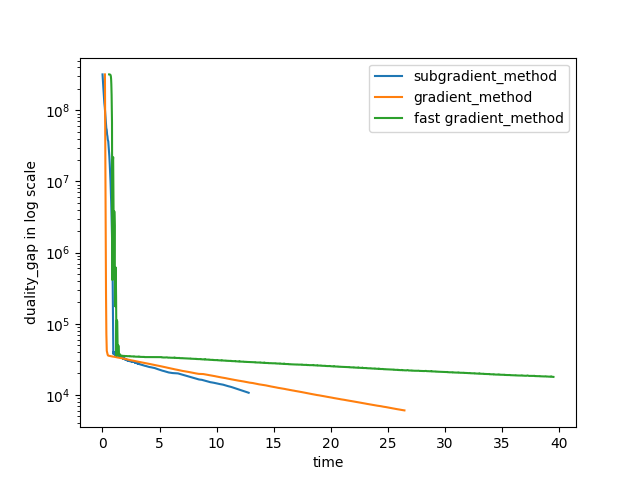 subgradient_method
gradient_method
fast gradient_method
duality_gap in log scale
10^8
10^7
10^6
10^5
10^4
0 5 10 15 20 25 30 35 40
time